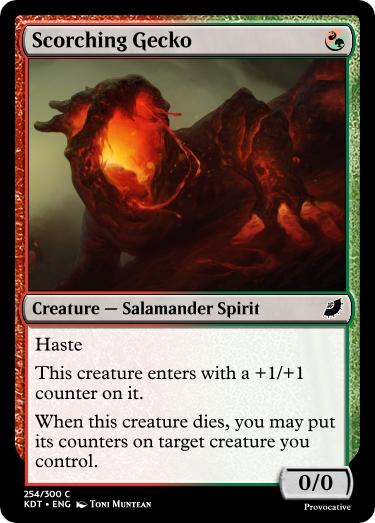 Scorching Gecko
Creature — Salamander Spirit
Haste
This creature enters with a +1/+1
counter on it.
When this creature dies, you may put
its counters on target creature you
control.
0/0
254/300 C
KDT • ENG Toni Muntean
Provocative